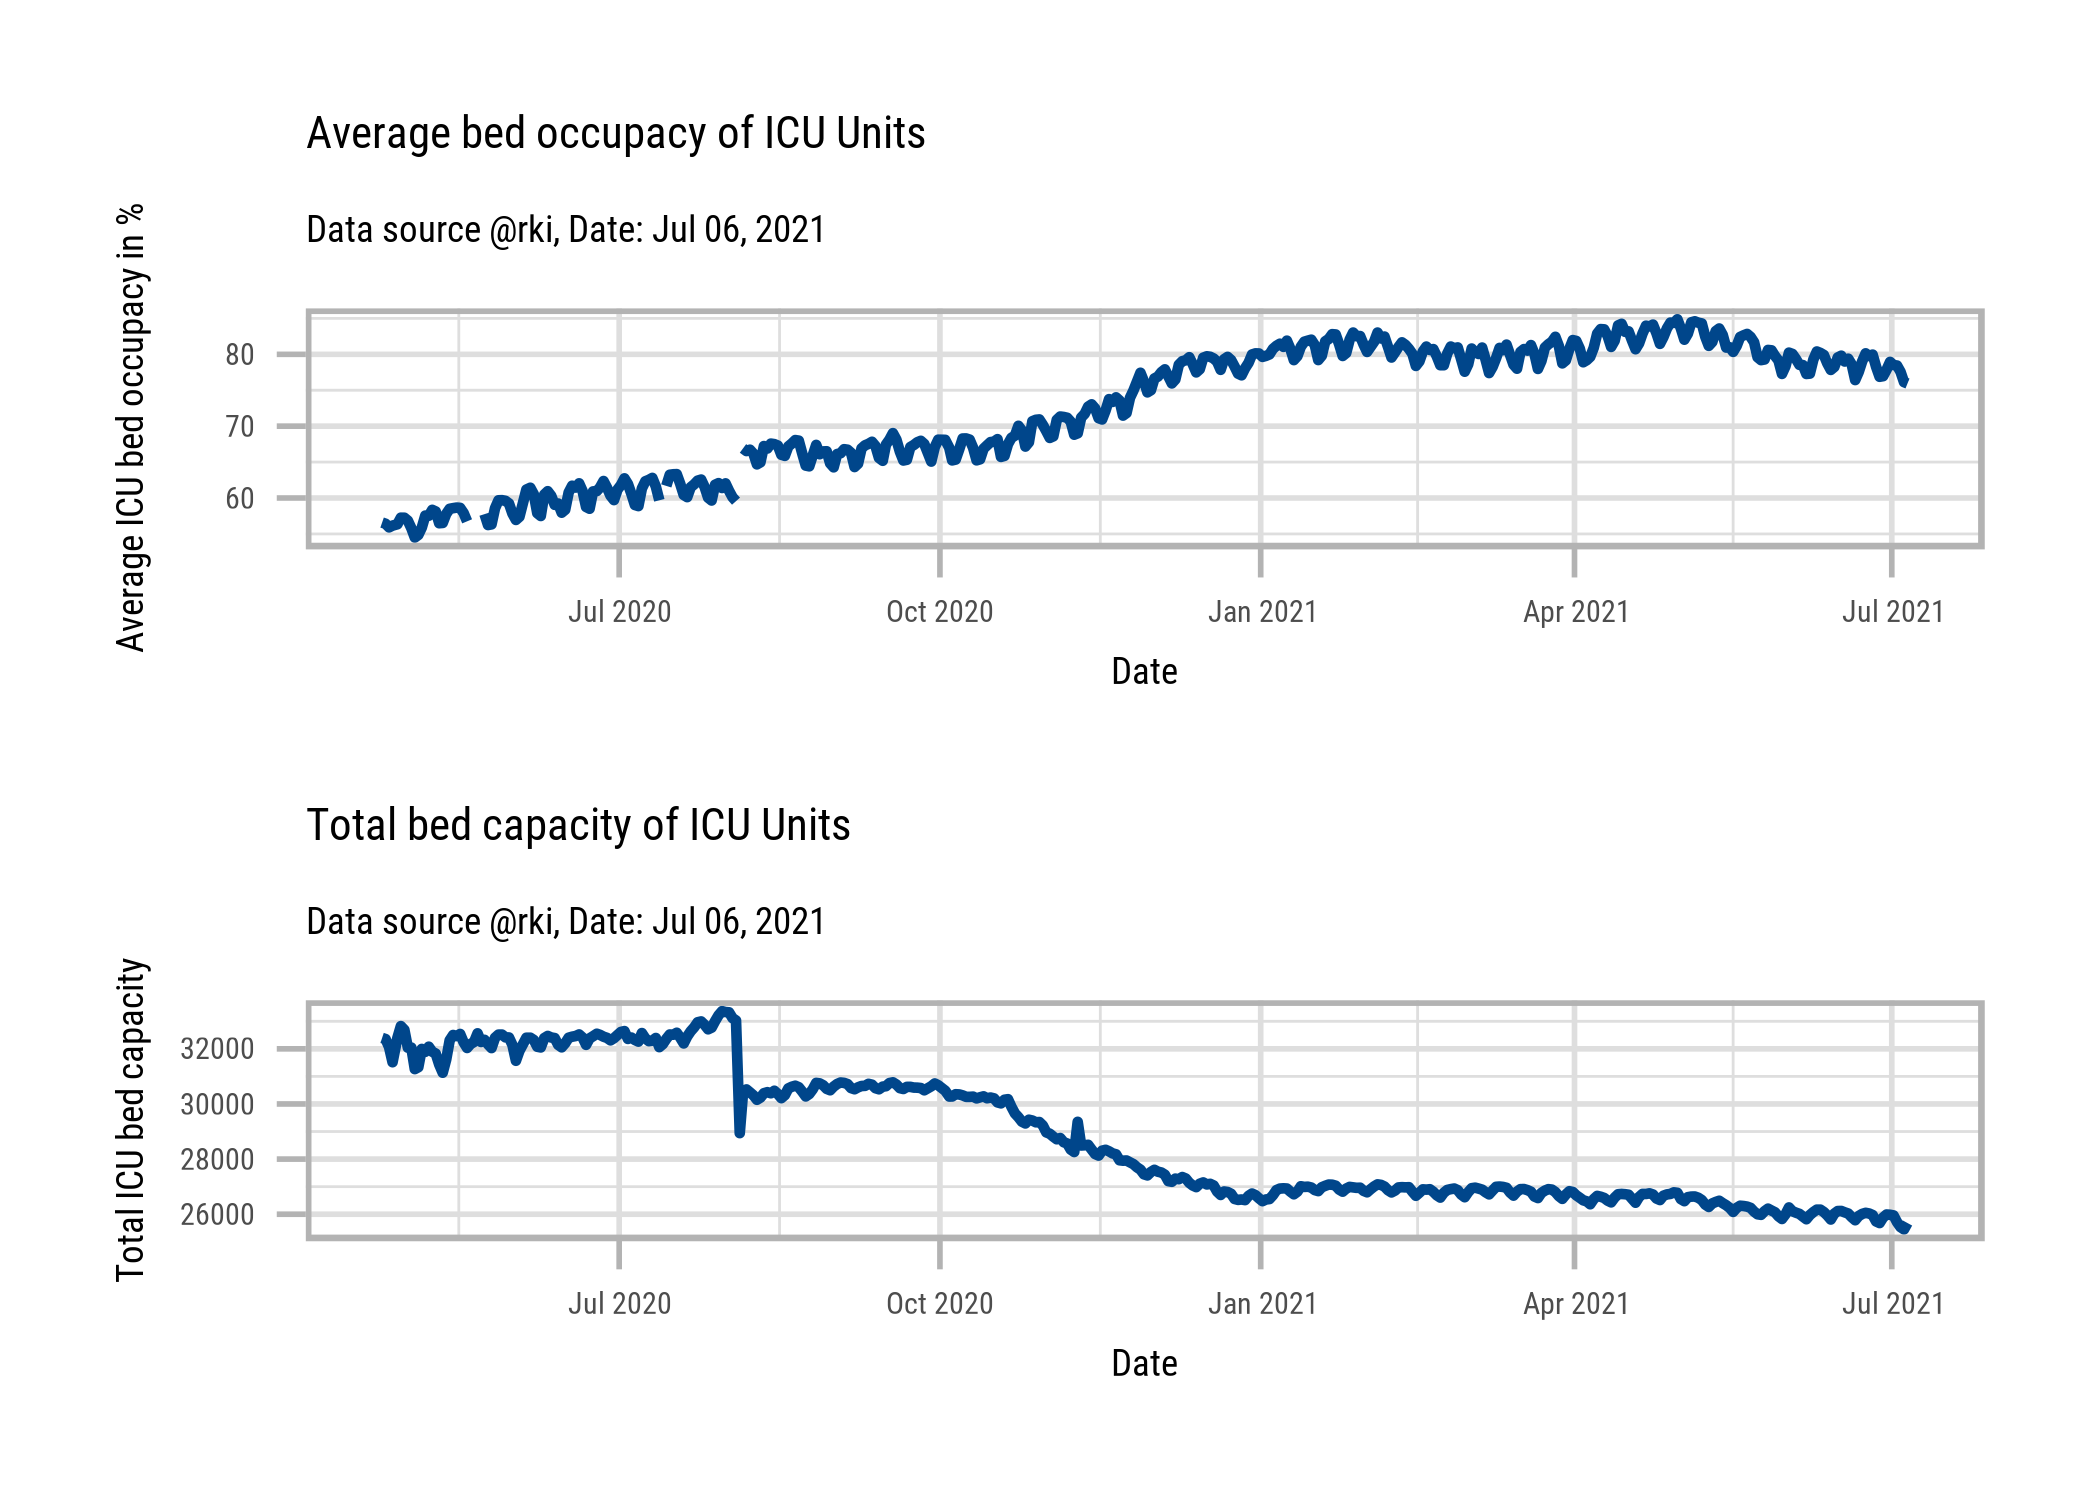 Average bed occupacy of ICU Units
Data source @rki, Date: Jul 06, 2021
Average ICU bed occupacy in %
80
70
60
Jul 2020 Oct 2020 Jan 2021 Apr 2021 Jul 2021
Date
Total bed capacity of ICU Units
Data source @rki, Date: Jul 06, 2021
Total ICU bed capacity
32000
30000
28000
26000
Jul 2020 Oct 2020 Jan 2021 Apr 2021 Jul 2021
Date